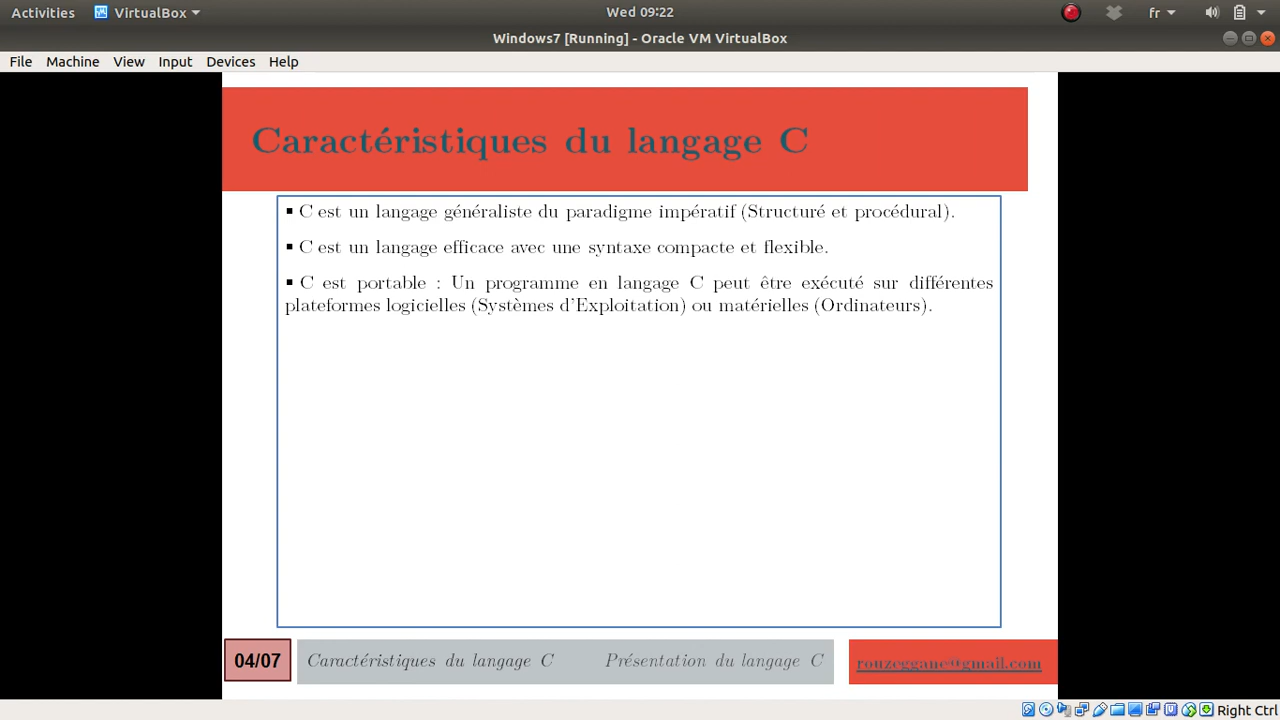 Activities VirtualBox Wed 09:22 fr
Windows7 [Running] - Oracle VM VirtualBox
File Machine View Input Devices Help
Caractéristiques du langage C
▪ C est un langage généraliste du paradigme impératif (Structuré et procédural).
▪ C est un langage efficace avec une syntaxe compacte et flexible.
▪ C est portable : Un programme en langage C peut être exécuté sur différentes
plateformes logicielles (Systèmes d'Exploitation) ou matérielles (Ordinateurs).
04/07 Caractéristiques du langage C Présentation du langage C rouzeggane@gmail.com
Right Ctrl